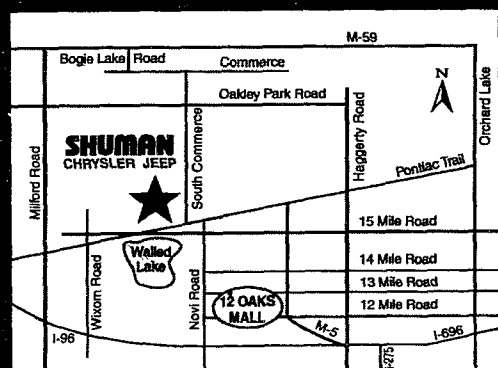 M-59
Bogie Lake Road
Commerce
N
Oakley Park Road
Orchard Lake
Haggerty Road
South Commerce
SHUMAN
CHRYSLER JEEP
Milford Road
Pontiac Trail
15 Mile Road
Walled
Lake
14 Mile Road
13 Mile Road
12 OAKS
MALL
12 Mile Road
Wixom Road
Novi Road
M-5
I-96
I-696
I-275